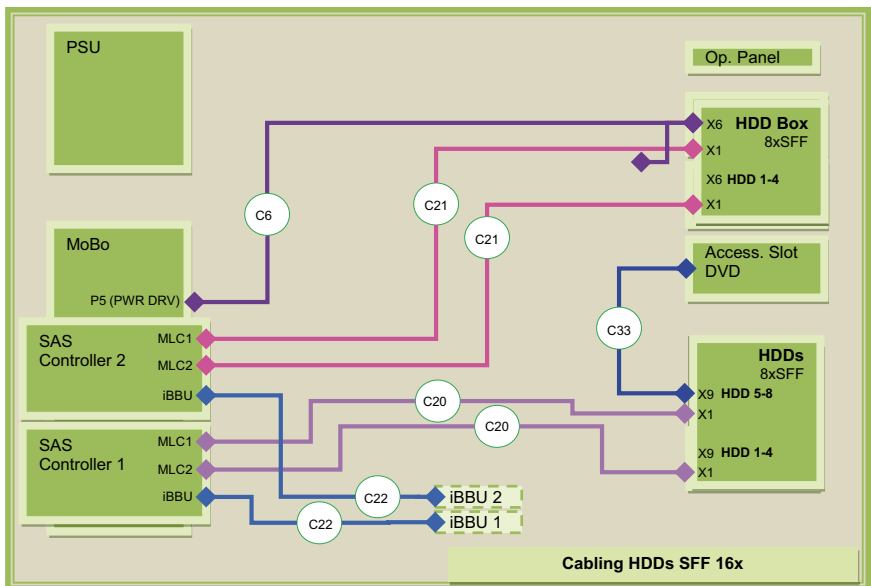 PSU
Op. Panel
X6 HDD Box
8xSFF
X1
X6 HDD 1-4
X1
C6
C21
C21
MoBo
P5 (PWR DRV)
Access. Slot
DVD
C33
SAS
Controller 2
MLC1
MLC2
iBBU
HDDs
8xSFF
X9 HDD 5-8
X1
X9 HDD 1-4
X1
C20
C20
SAS
Controller 1
MLC1
MLC2
iBBU
C22
C22
iBBU 2
iBBU 1
Cabling HDDs SFF 16x